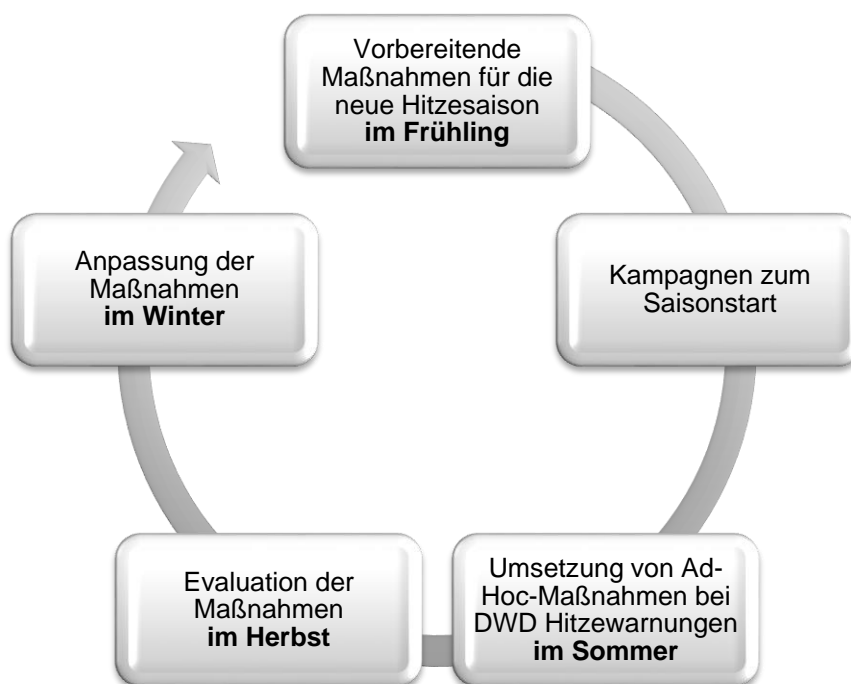 Vorbereitende
Maßnahmen für die
neue Hitzesaison
im Frühling
Kampagnen zum
Saisonstart
Umsetzung von Ad-
Hoc-Maßnahmen bei
DWD Hitzewarnungen
im Sommer
Evaluation der
Maßnahmen
im Herbst
Anpassung der
Maßnahmen
im Winter